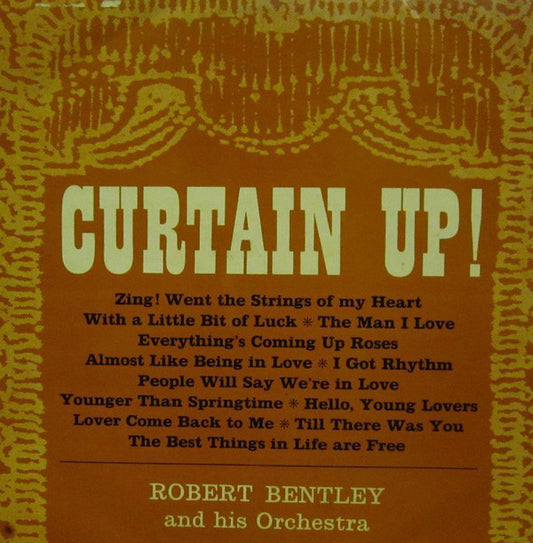 CURTAIN UP!
Zing! Went the Strings of my Heart
With a Little Bit of Luck ✳ The Man I Love
Everything's Coming Up Roses
Almost Like Being in Love ✳ I Got Rhythm
People Will Say We're in Love
Younger Than Springtime ✳ Hello, Young Lovers
Lover Come Back to Me ✳ Till There Was You
The Best Things in Life are Free
ROBERT BENTLEY
and his Orchestra